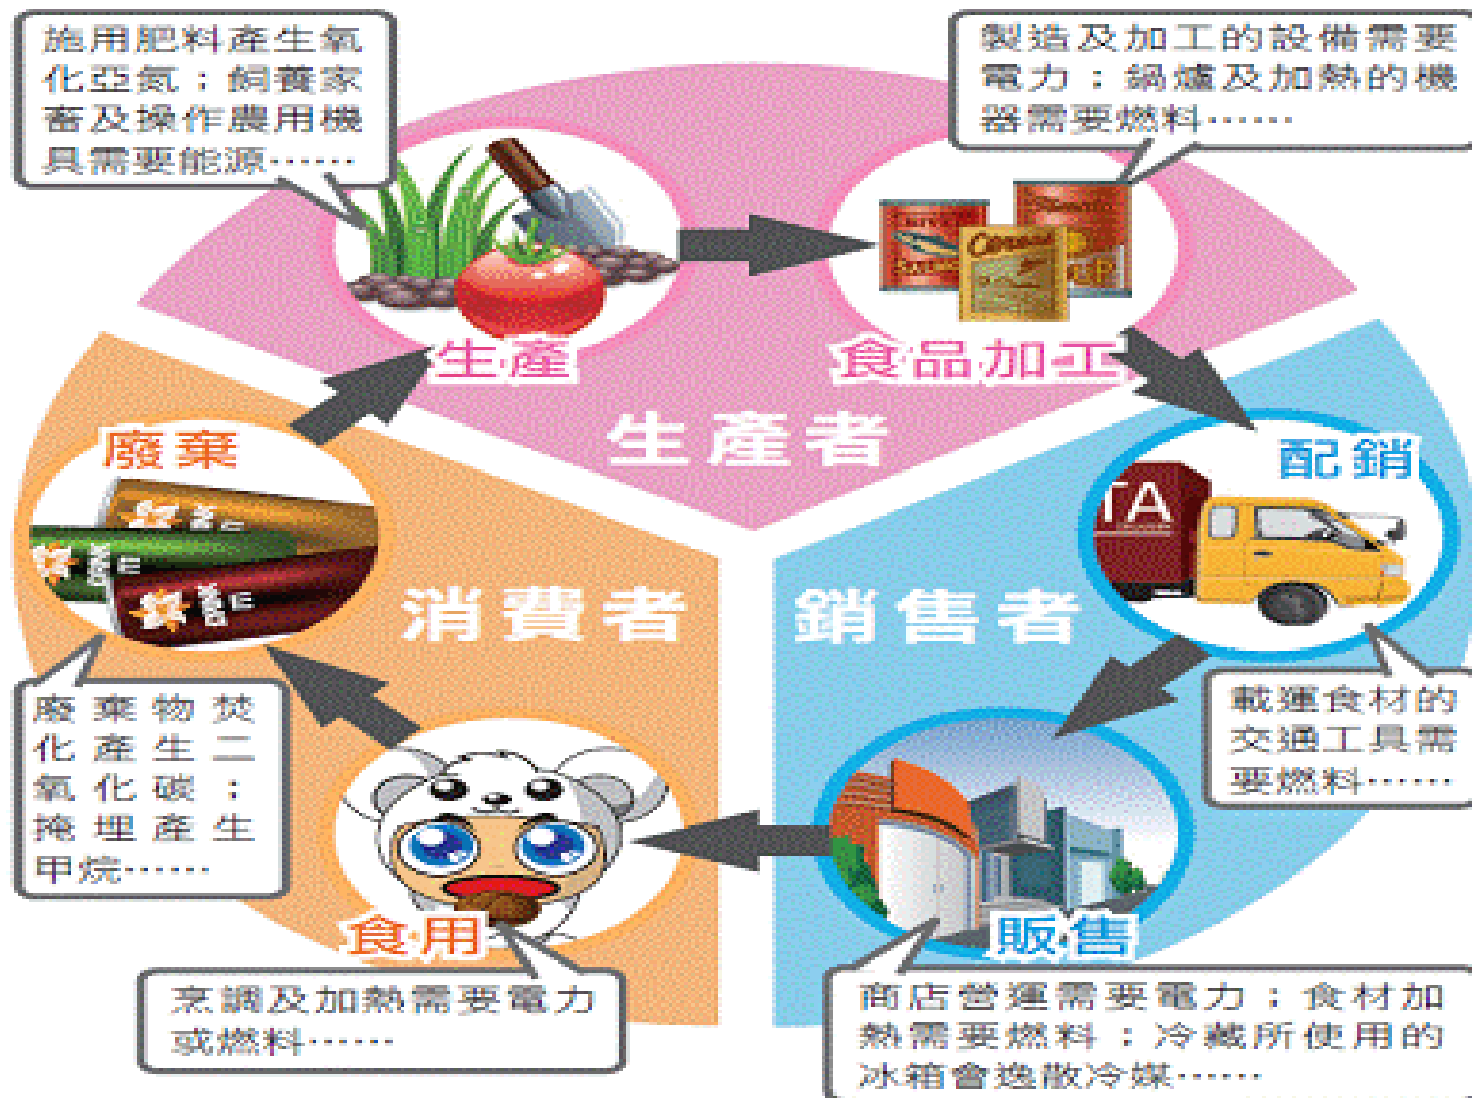 施用肥料產生氧
化亞氮；飼養家
畜及操作農用機
具需要能源……
製造及加工的設備需要
電力；鍋爐及加熱的機
器需要燃料……
生產
食品加工
生產者
配銷
TA
載運食材的
交通工具需
要燃料……
銷售者
販售
商店營運需要電力；食材加
熱需要燃料；冷藏所使用的
冰箱會逸散冷媒……
消費者
食用
烹調及加熱需要電力
或燃料……
廢棄
廢棄物焚
化產生二
氧化碳；
掩埋產生
甲烷……